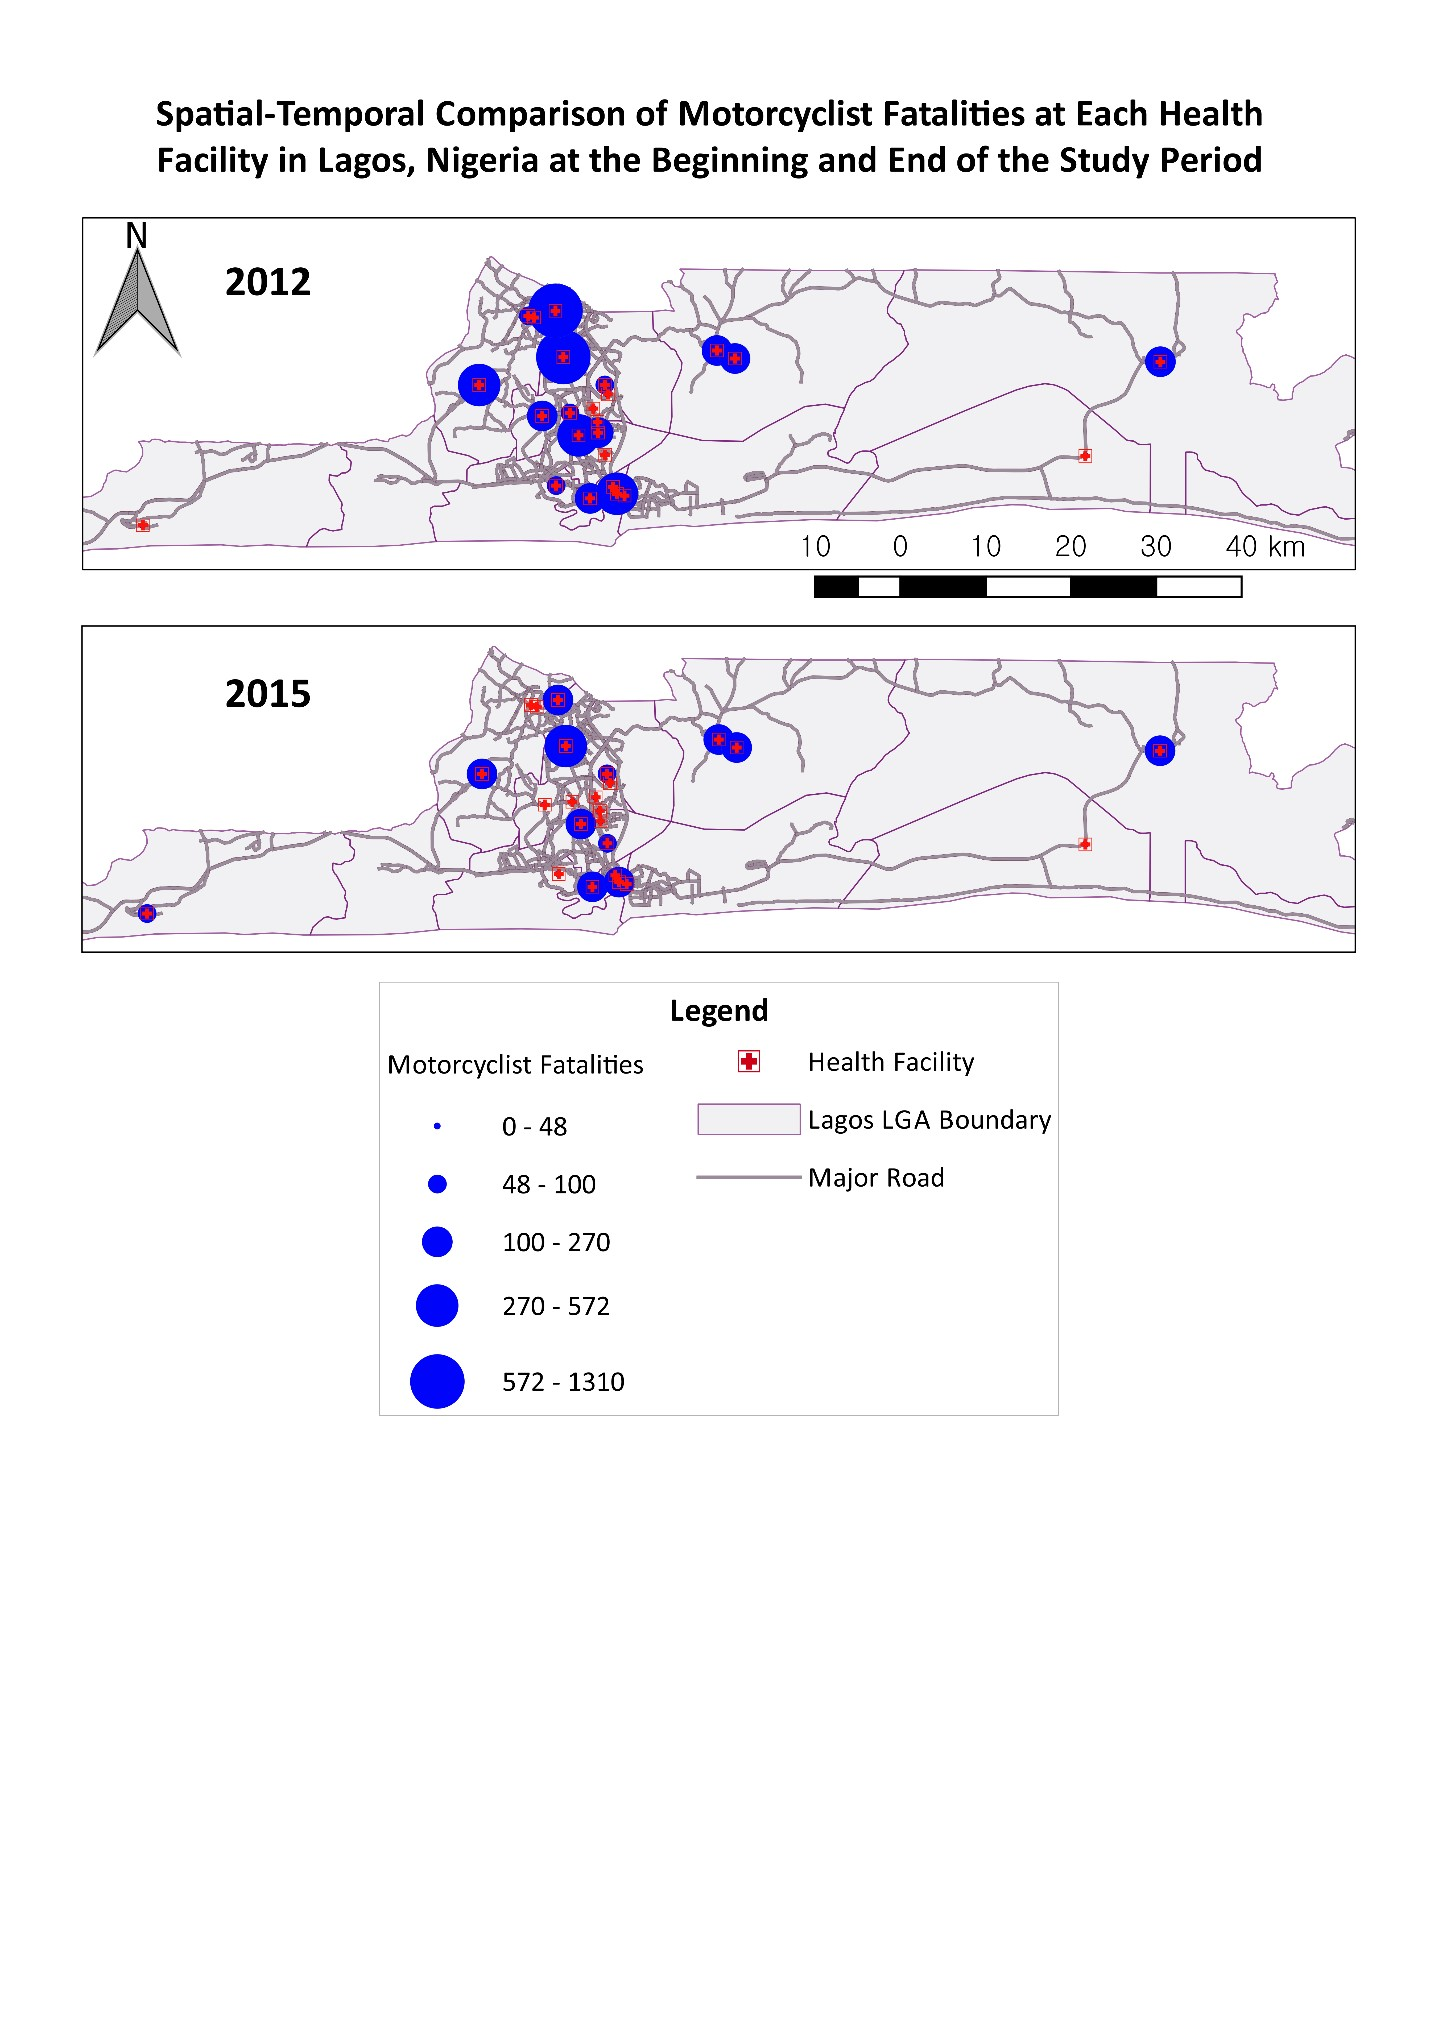 Spatial-Temporal Comparison of Motorcyclist Fatalities at Each Health
Facility in Lagos, Nigeria at the Beginning and End of the Study Period
N
2012
10 0 10 20 30 40 km
2015
Legend
Motorcyclist Fatalities
0 - 48
48 - 100
100 - 270
270 - 572
572 - 1310
Health Facility
Lagos LGA Boundary
Major Road